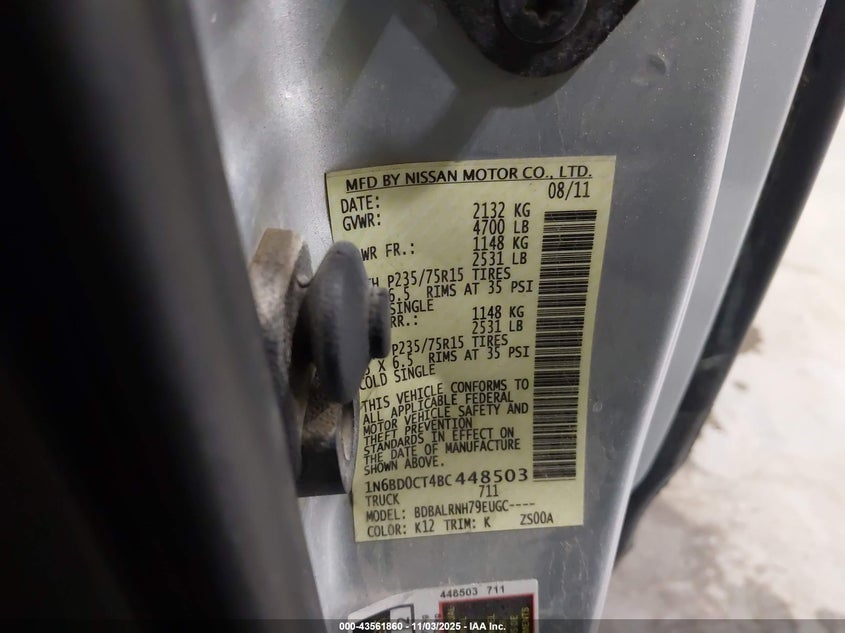 MFD BY NISSAN MOTOR CO., LTD.
DATE: 08/11
GVWR: 2132 KG
4700 LB
WR FR.: 1148 KG
2531 LB
P235/75R15 TIRES
6.5 RIMS AT 35 PSI
SINGLE
RR.: 1148 KG
2531 LB
P235/75R15 TIRES
X 6.5 RIMS AT 35 PSI
COLD SINGLE
THIS VEHICLE CONFORMS TO
ALL APPLICABLE FEDERAL
MOTOR VEHICLE SAFETY AND
THEFT PREVENTION
STANDARDS IN EFFECT ON
THE DATE OF MANUFACTURE
SHOWN ABOVE.
1N6BD0CT4BC448503
TRUCK 711
MODEL: BDBALRNH79EUGC----
COLOR: K12 TRIM: K ZS00A
448503 711
000-43561860 - 11/03/2025 - IAA Inc.